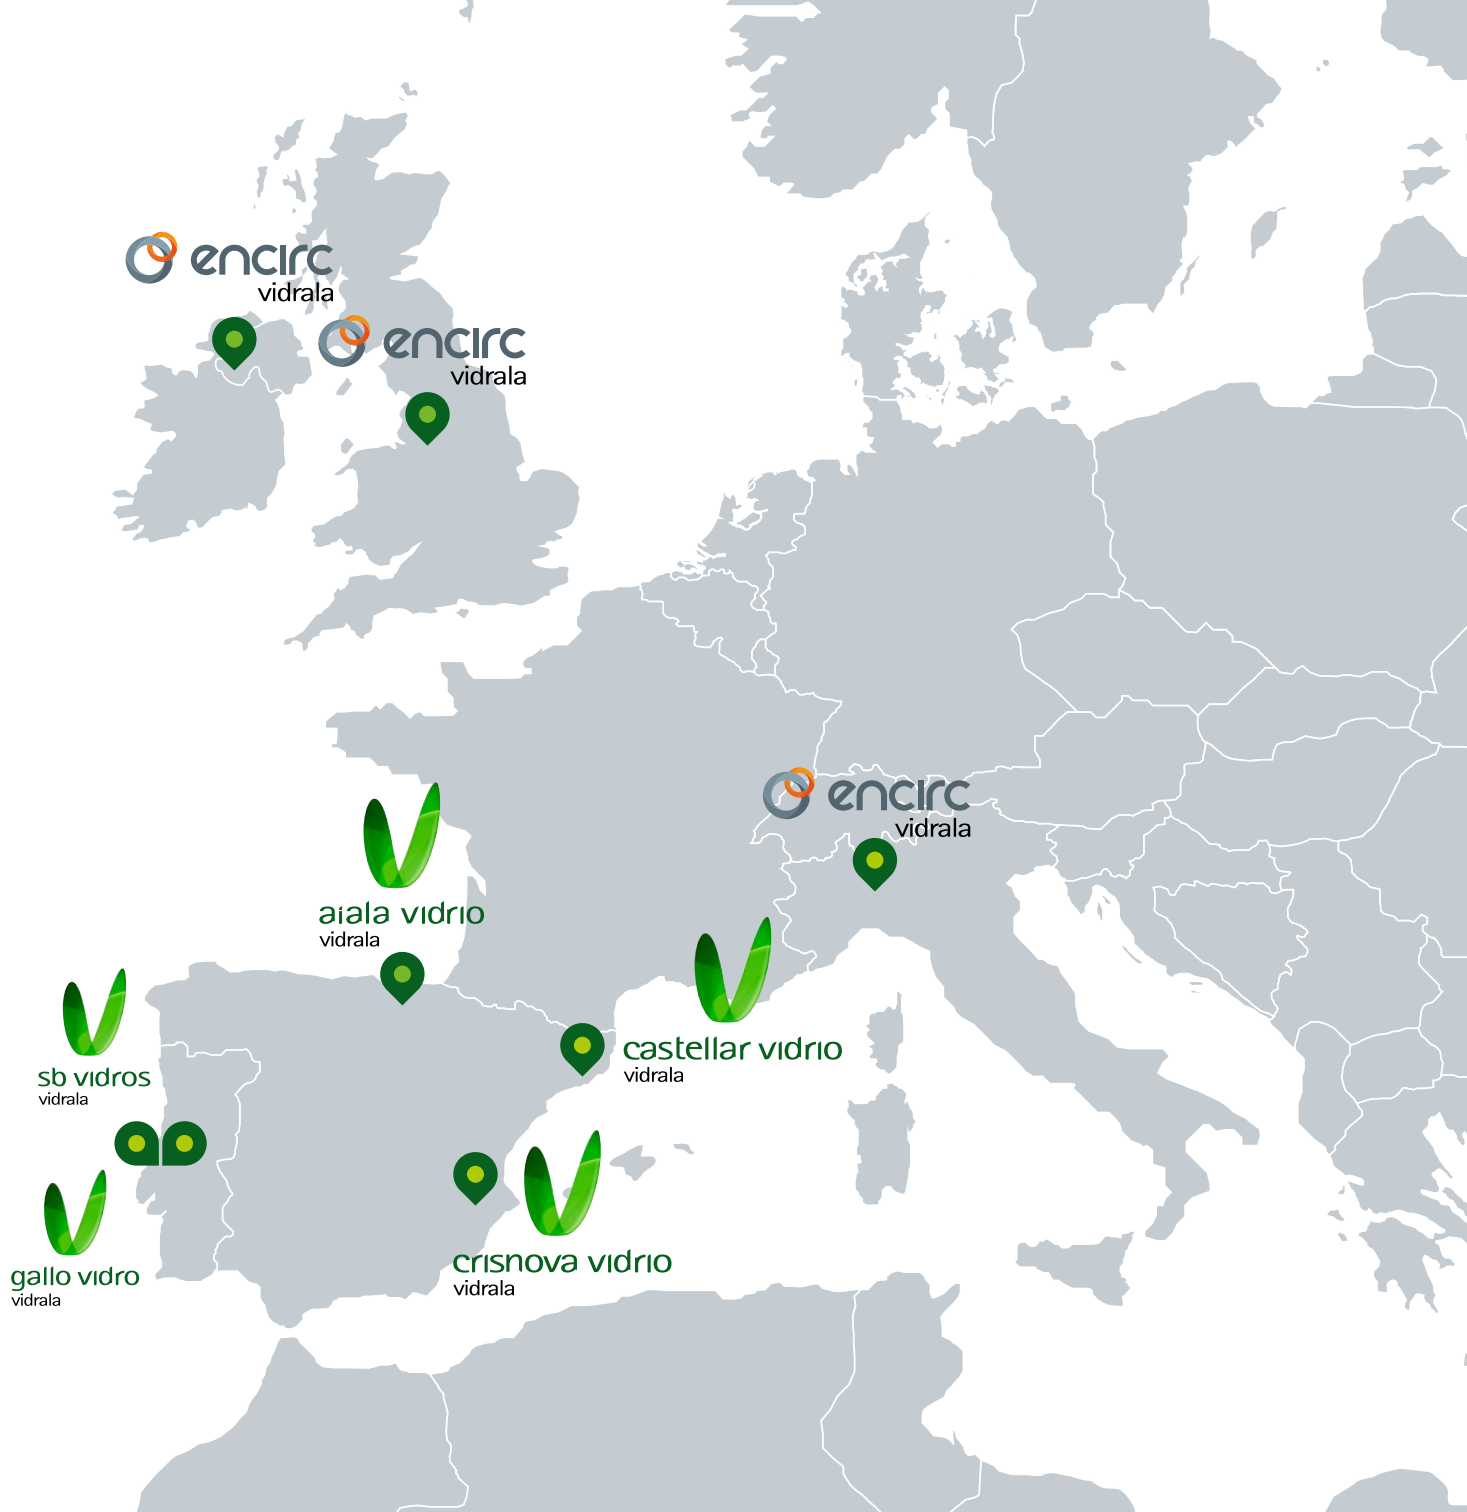 encirc
vidrala
encirc
vidrala
encirc
vidrala
aiala vidrio
vidrala
castellar vidrio
vidrala
sb vidros
vidrala
crisnova vidrio
vidrala
gallo vidro
vidrala